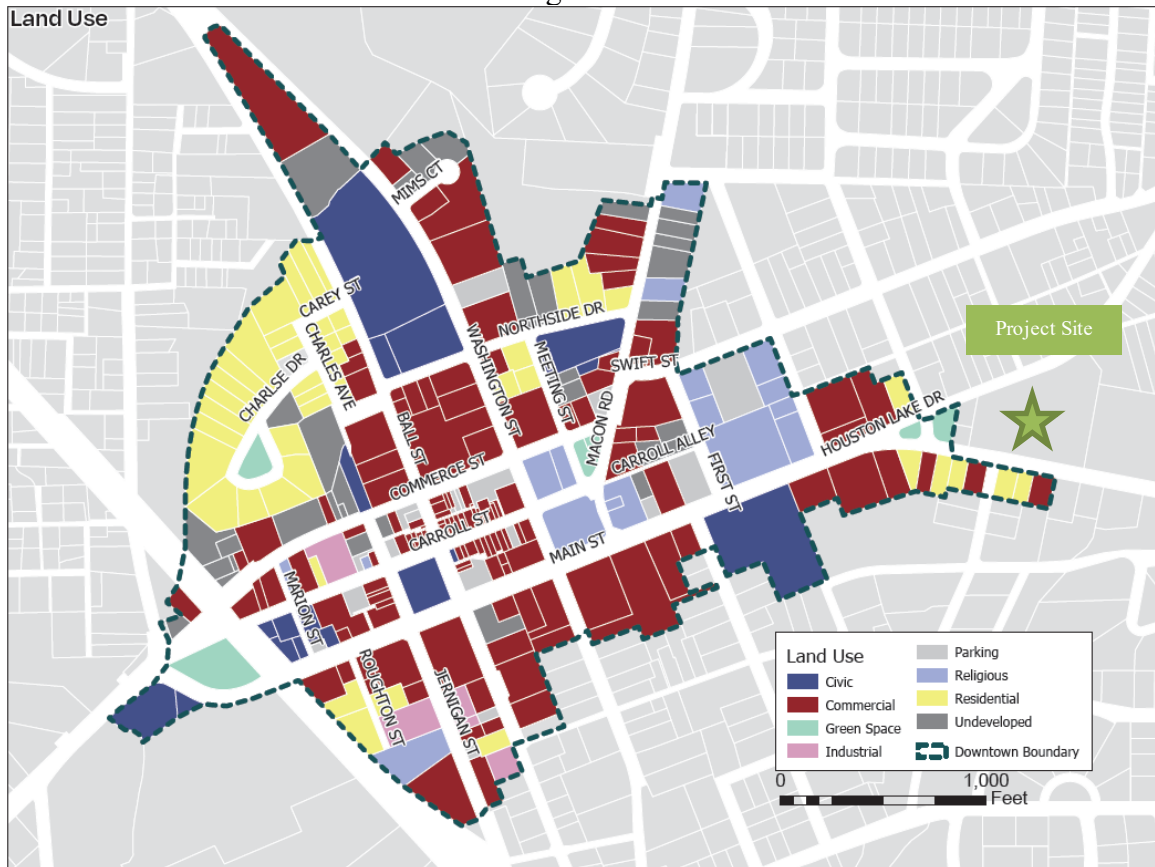 Land Use
MIMS CT
CAREY ST
CHARLES AVE
CHARLSE DR
NORTHSIDE DR
WASHINGTON ST
MEETING ST
SWIFT ST
MACON RD
BALL ST
COMMERCE ST
CARROLL ALLEY
FIRST ST
HOUSTON LAKE DR
CARROLL ST
MAIN ST
MARION ST
ROUGHTON ST
JERNIGAN ST
Project Site
Land Use
Civic
Commercial
Green Space
Industrial
Parking
Religious
Residential
Undeveloped
Downtown Boundary
0 1,000
Feet